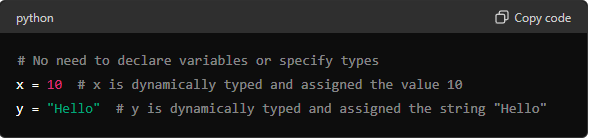 python
Copy code
# No need to declare variables or specify types
x = 10  # x is dynamically typed and assigned the value 10
y = "Hello"  # y is dynamically typed and assigned the string "Hello"